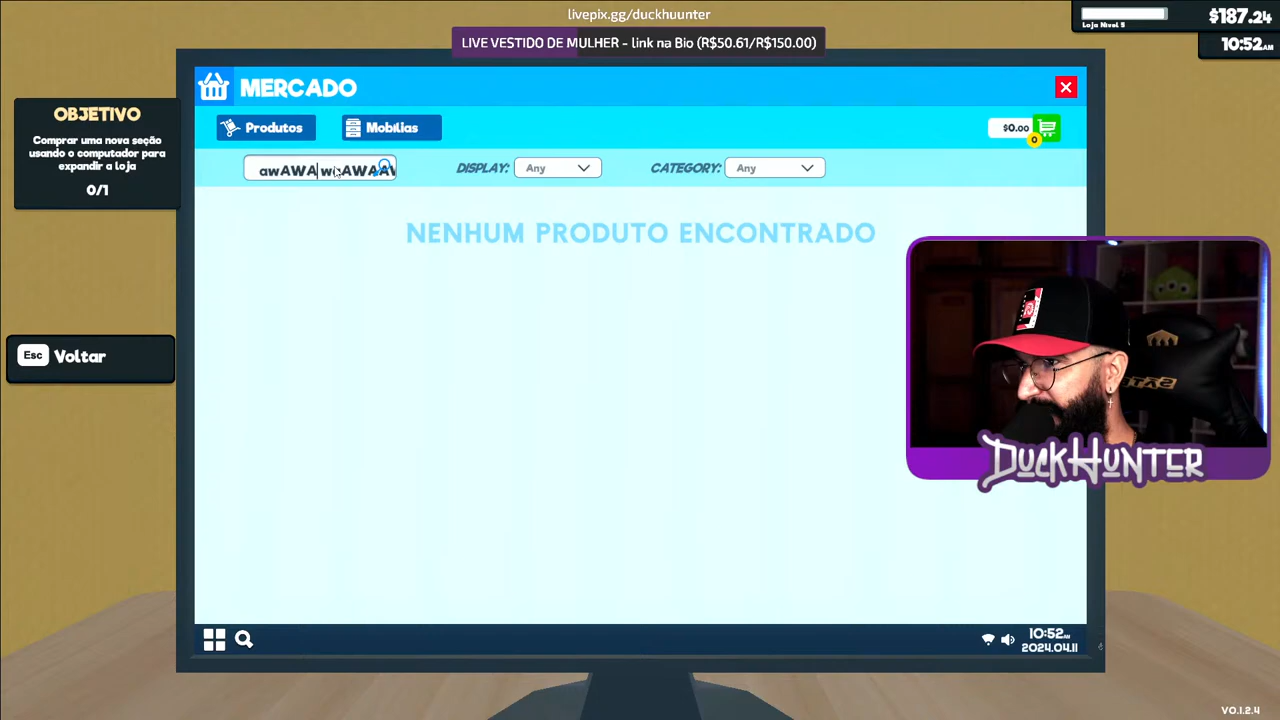 livepix.gg/duckhuunter
LIVE VESTIDO DE MULHER - link na Bio (R$50.61/R$150.00)
Loja Nível 5
$187.24
10:52AM
MERCADO
OBJETIVO
Comprar uma nova seção
usando o computador para
expandir a loja
0/1
Produtos
Mobílias
$0.00
0
DISPLAY:
Any
CATEGORY:
Any
NENHUM PRODUTO ENCONTRADO
Esc Voltar
DUCKHUNTER
10:52AM
2024.04.11
V0.1.2.4